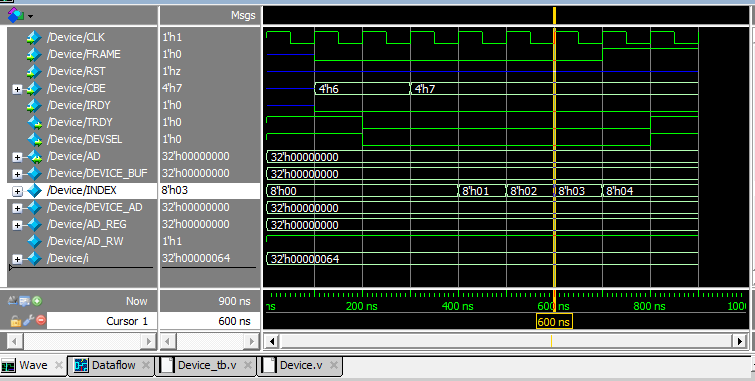 Msgs
/Device/CLK 1'h1
/Device/FRAME 1'h0
/Device/RST 1'hz
/Device/CBE 4'h7 4'h6 4'h7
/Device/IRDY 1'h0
/Device/TRDY 1'h0
/Device/DEVSEL 1'h0
/Device/AD 32'h00000000 32'h00000000
/Device/DEVICE_BUF 32'h00000000 32'h00000000
/Device/INDEX 8'h03 8'h00 8'h01 8'h02 8'h03 8'h04
/Device/DEVICE_AD 32'h00000000 32'h00000000
/Device/AD_REG 32'h00000000 32'h00000000
/Device/AD_RW 1'h1
/Device/i 32'h00000064 32'h00000064
Now 900 ns ns 200 ns 400 ns 600 ns 800 ns 1000
Cursor 1 600 ns 600 ns
Wave Dataflow Device_tb.v Device.v